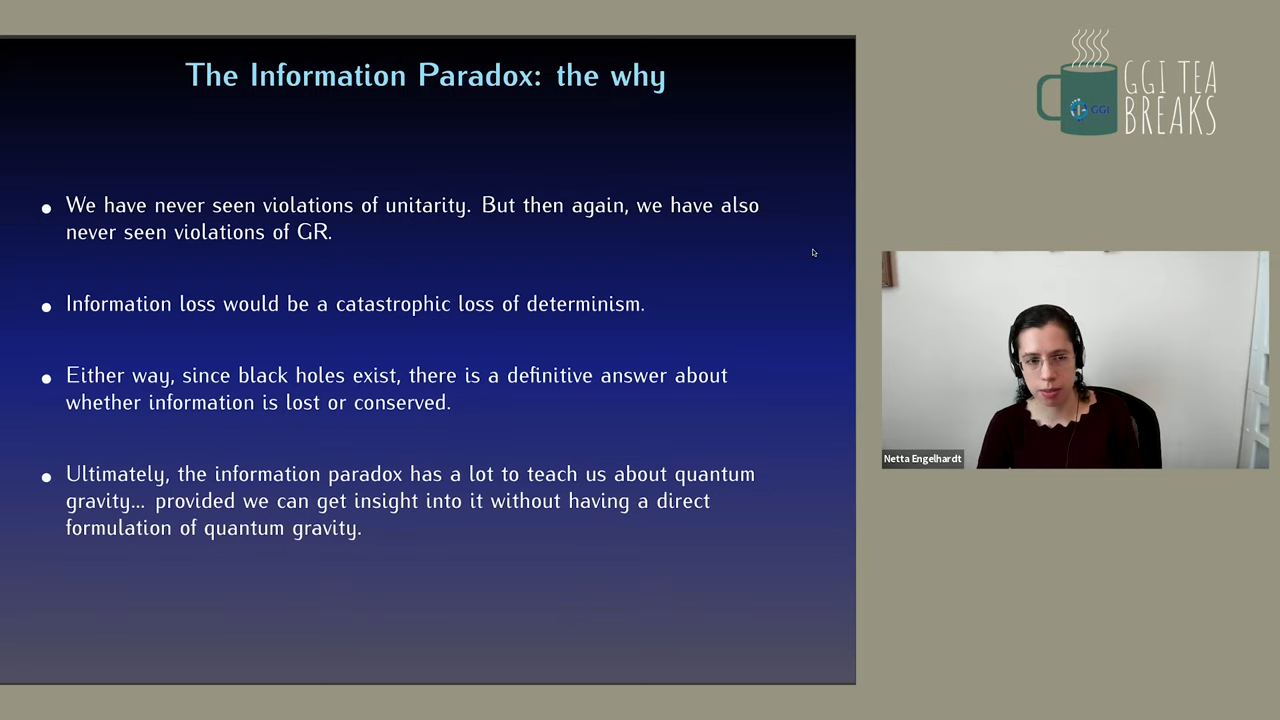 The Information Paradox: the why
We have never seen violations of unitarity. But then again, we have also
never seen violations of GR.
Information loss would be a catastrophic loss of determinism.
Either way, since black holes exist, there is a definitive answer about
whether information is lost or conserved.
Ultimately, the information paradox has a lot to teach us about quantum
gravity... provided we can get insight into it without having a direct
formulation of quantum gravity.
GGI TEA
BREAKS
GGI
Netta Engelhardt